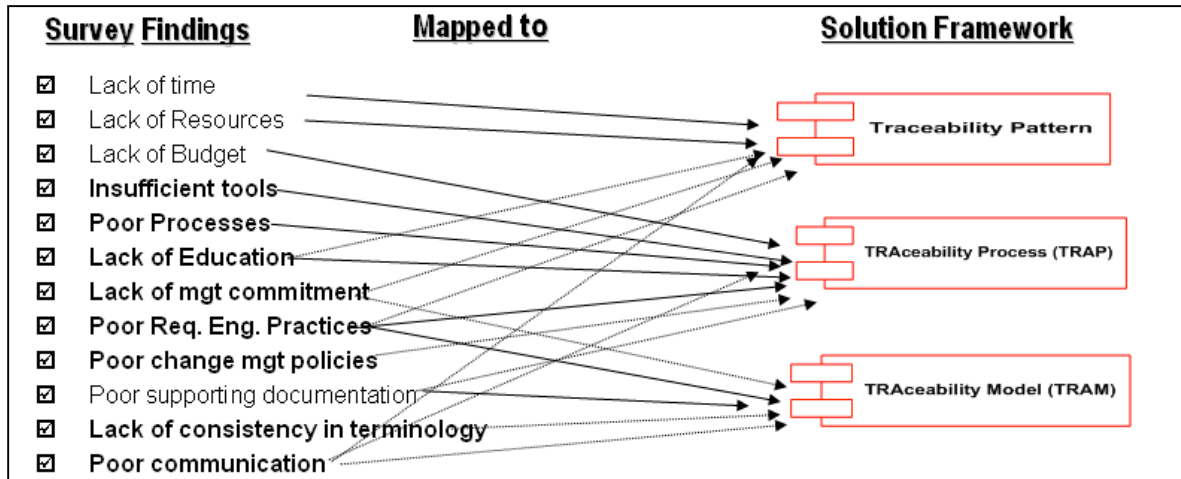 Survey Findings
Mapped to
Solution Framework
Lack of time
Lack of Resources
Lack of Budget
Insufficient tools
Poor Processes
Lack of Education
Lack of mgt commitment
Poor Req. Eng. Practices
Poor change mgt policies
Poor supporting documentation
Lack of consistency in terminology
Poor communication
Traceability Pattern
TRAceability Process (TRAP)
TRAceability Model (TRAM)